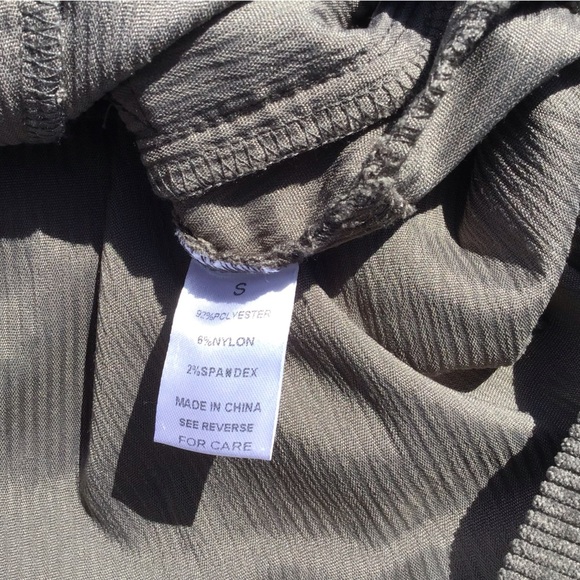 S
92%POLYESTER
6%NYLON
2%SPANDEX
MADE IN CHINA
SEE REVERSE
FOR CARE